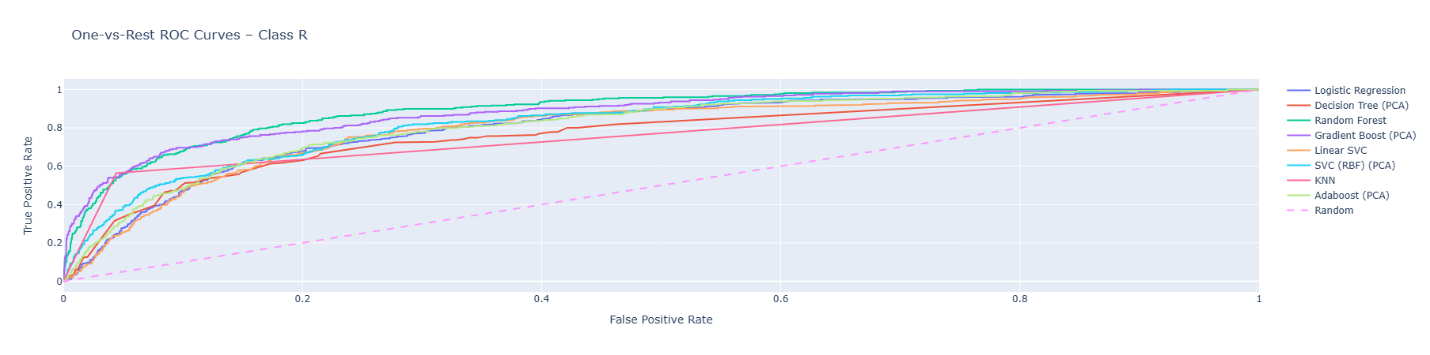 One-vs-Rest ROC Curves – Class R
True Positive Rate
1
0.8
0.6
0.4
0.2
0
0 0.2 0.4 0.6 0.8 1
False Positive Rate
Logistic Regression
Decision Tree (PCA)
Random Forest
Gradient Boost (PCA)
Linear SVC
SVC (RBF) (PCA)
KNN
Adaboost (PCA)
Random